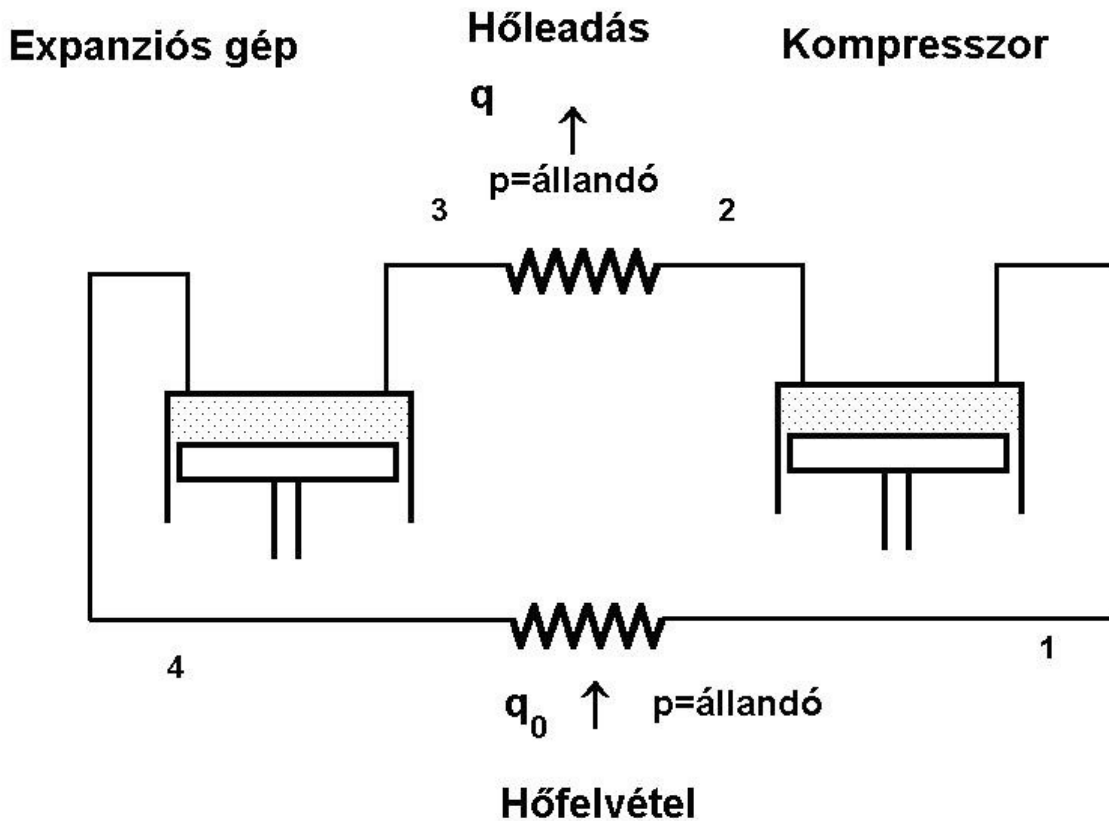 Expanziós gép
Hőleadás
Kompresszor
q
p=állandó
3
2
4
1
q0
p=állandó
Hőfelvétel